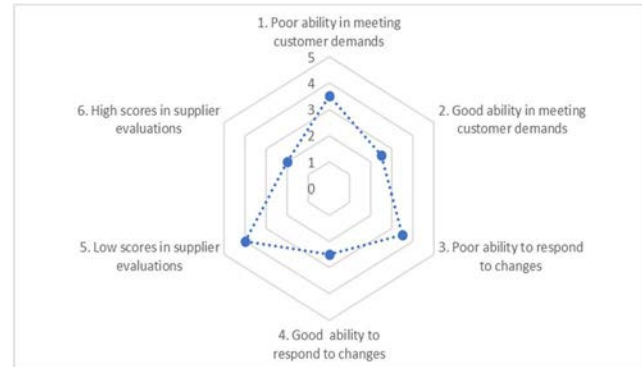 1. Poor ability in meeting
customer demands
5
4
3
2
1
0
2. Good ability in meeting
customer demands
3. Poor ability to respond
to changes
4. Good  ability to
respond to changes
5. Low scores in supplier
evaluations
6. High scores in supplier
evaluations